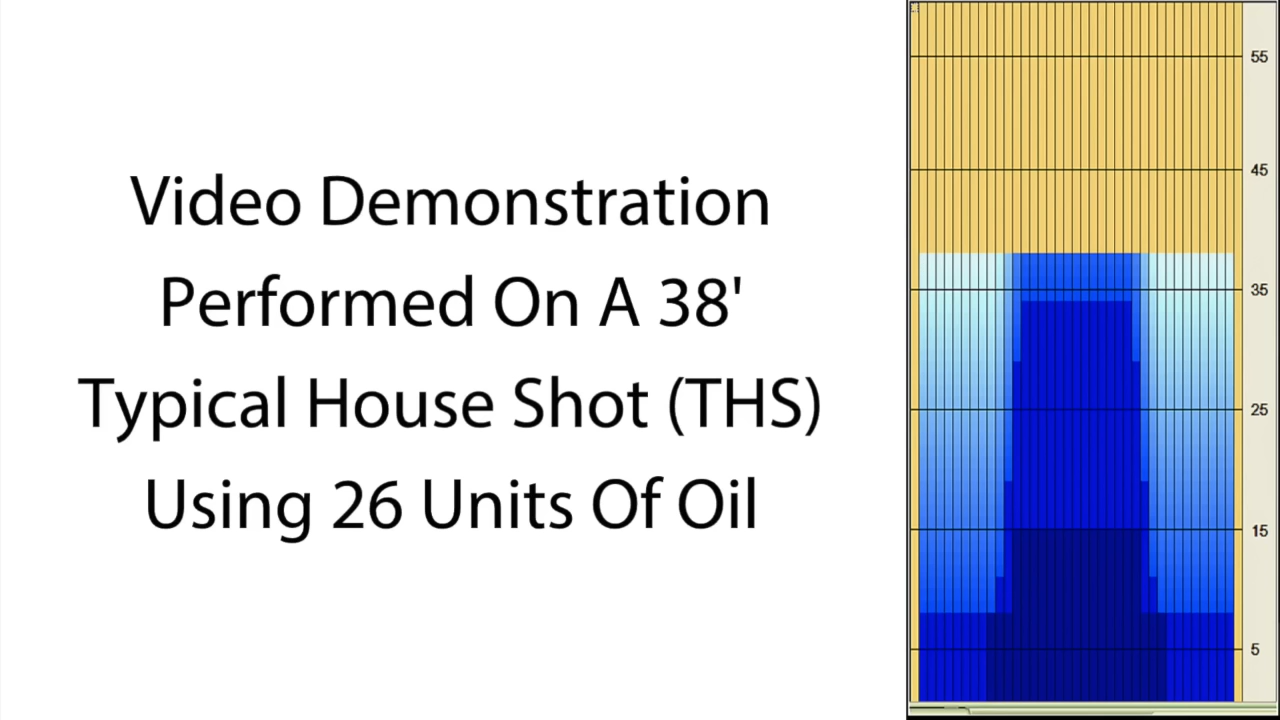 Video Demonstration
Performed On A 38'
Typical House Shot (THS)
Using 26 Units Of Oil
55
45
35
25
15
5